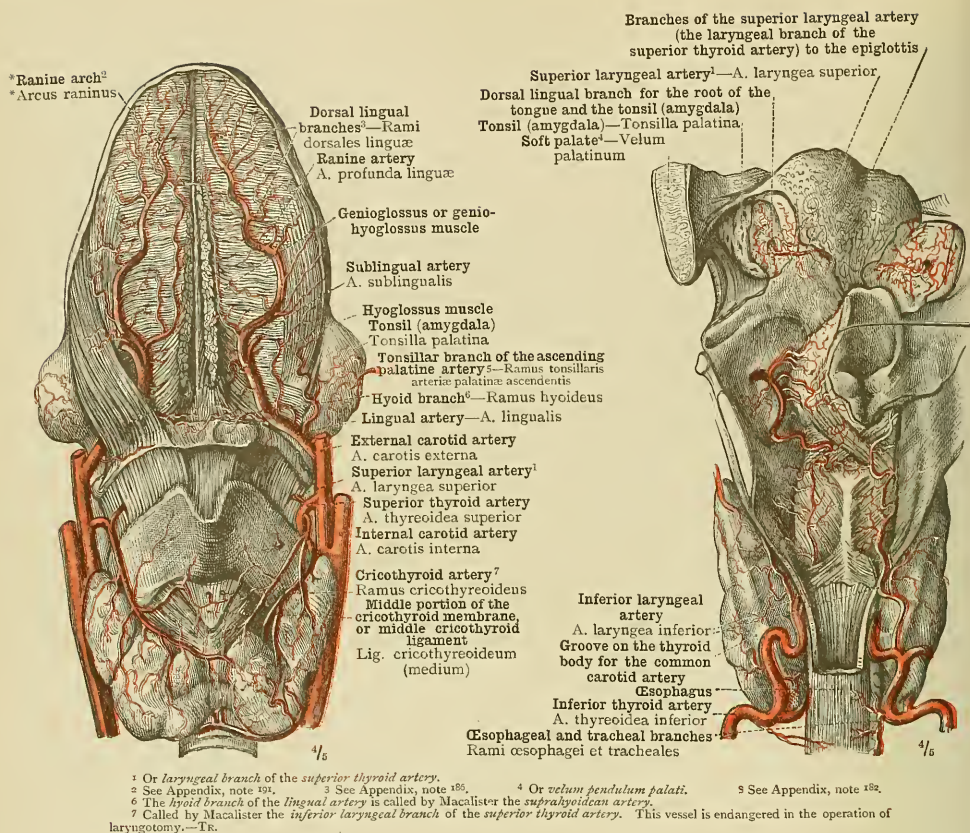 *Ranine arch²
*Arcus raninus
Dorsal lingual
branches³—Rami
dorsales linguæ
Ranine artery
A. profunda linguæ
Genioglossus or genio-
hyoglossus muscle
Sublingual artery
A. sublingualis
Hyoglossus muscle
Tonsil (amygdala)
Tonsilla palatina
Tonsillar branch of the ascending
palatine artery⁵—Ramus tonsillaris
arteriæ palatinæ ascendentis
Hyoid branch⁶—Ramus hyoideus
Lingual artery—A. lingualis
External carotid artery
A. carotis externa
Superior laryngeal artery¹
A. laryngea superior
Superior thyroid artery
A. thyreoidea superior
Internal carotid artery
A. carotis interna
Cricothyroid artery⁷
Ramus cricothyreoideus
Middle portion of the
cricothyroid membrane,
or middle cricothyroid
ligament
Lig. cricothyreoideum
(medium)
4/5
Branches of the superior laryngeal artery
(the laryngeal branch of the
superior thyroid artery) to the epiglottis
Superior laryngeal artery¹—A. laryngea superior
Dorsal lingual branch for the root of the
tongue and the tonsil (amygdala)
Tonsil (amygdala)—Tonsilla palatina
Soft palate⁴—Velum
palatinum
Inferior laryngeal
artery
A. laryngea inferior
Groove on the thyroid
body for the common
carotid artery
Œsophagus
Inferior thyroid artery
A. thyreoidea inferior
Œsophageal and tracheal branches
Rami œsophagei et tracheales
4/5
¹ Or laryngeal branch of the superior thyroid artery.
² See Appendix, note 191. ³ See Appendix, note 186. ⁴ Or velum pendulum palati. ⁵ See Appendix, note 182.
⁶ The hyoid branch of the lingual artery is called by Macalister the suprahyoidean artery.
⁷ Called by Macalister the inferior laryngeal branch of the superior thyroid artery. This vessel is endangered in the operation of
laryngotomy.—TR.